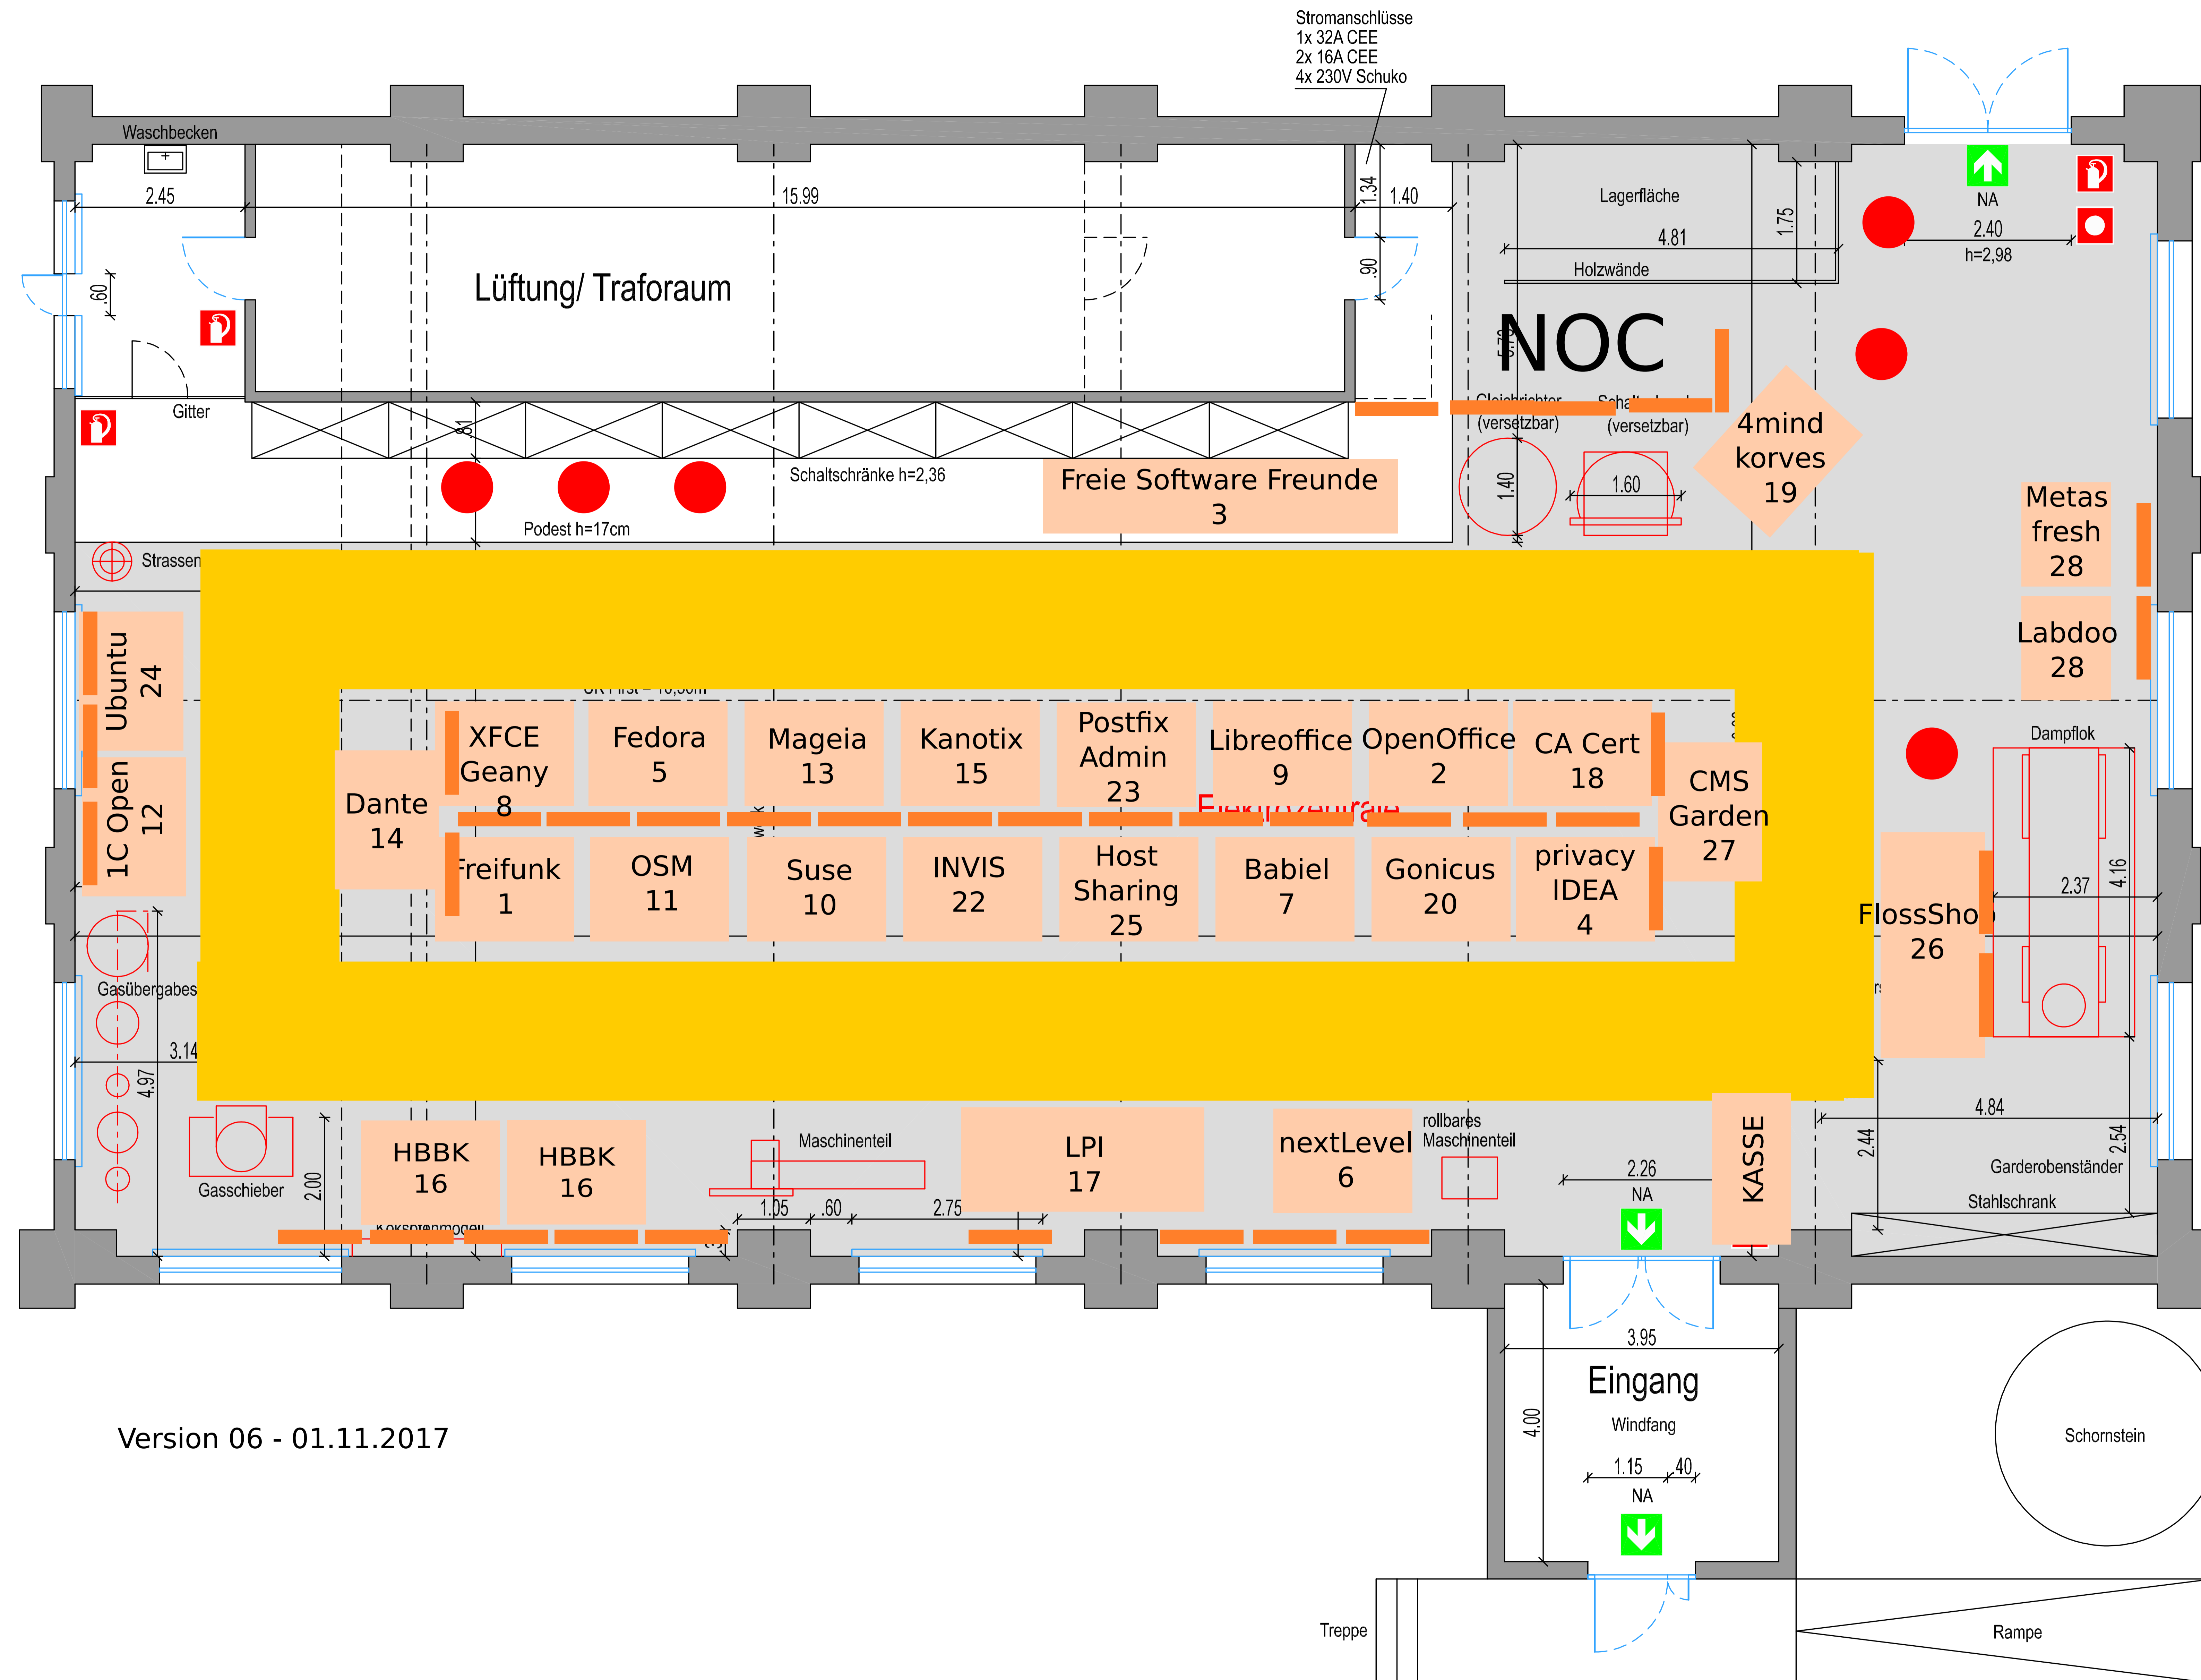 Stromanschlüsse
1x 32A CEE
2x 16A CEE
4x 230V Schuko
Waschbecken
2.45
15.99
1.34
1.40
.90
.60
Lüftung/ Traforaum
Lagerfläche
4.81
1.75
Holzwände
NA
2.40
h=2,98
NOC
Gitter
.81
Schaltschränke h=2,36
Podest h=17cm
Freie Software Freunde
3
(versetzbar)
(versetzbar)
1.40
1.60
4mind
korves
19
Metas
fresh
28
Labdoo
28
Strassen
Ubuntu
24
1C Open
12
Dante
14
XFCE
Geany
8
Fedora
5
Mageia
13
Kanotix
15
Postfix
Admin
23
Libreoffice
9
OpenOffice
2
CA Cert
18
CMS
Garden
27
Elektrozentrale
Freifunk
1
OSM
11
Suse
10
INVIS
22
Host
Sharing
25
Babiel
7
Gonicus
20
privacy
IDEA
4
Dampflok
2.37
4.16
FlossShop
26
Gasübergabes
3.14
4.97
Gasschieber
2.00
HBBK
16
HBBK
16
Maschinenteil
1.05
.60
2.75
LPI
17
nextLevel
6
rollbares
Maschinenteil
2.26
NA
KASSE
2.44
4.84
2.54
Garderobenständer
Stahlschrank
3.95
Eingang
Windfang
4.00
1.15
.40
NA
Schornstein
Version 06 - 01.11.2017
Treppe
Rampe